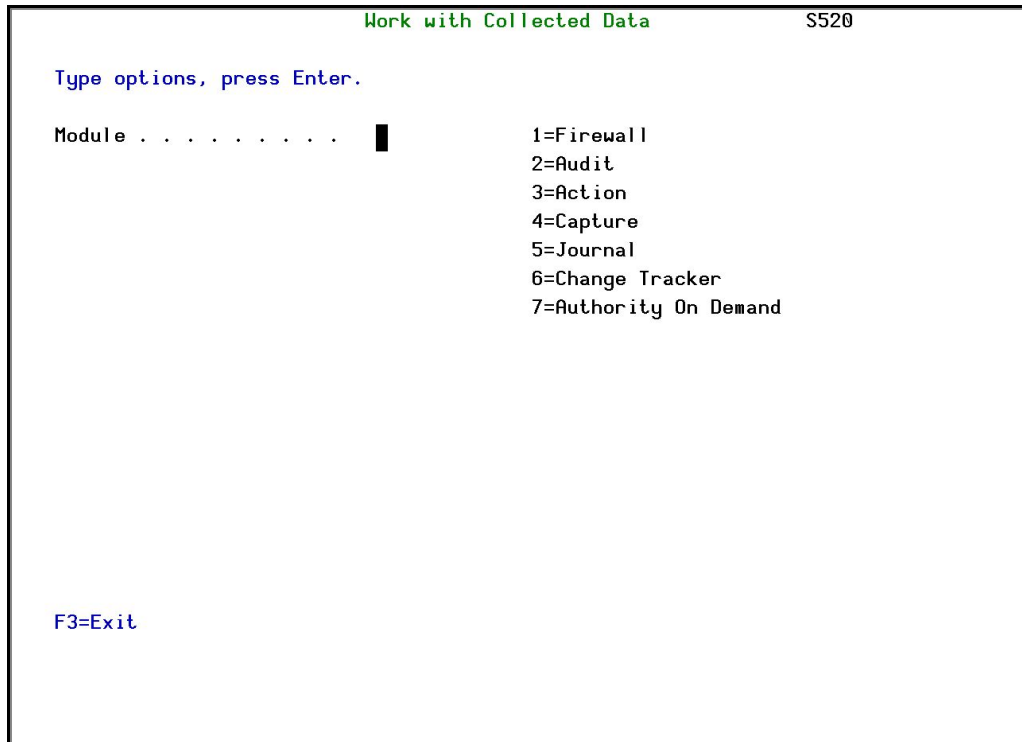 Work with Collected Data S520
Type options, press Enter.
Module . . . . . . . . . 1=Firewall
2=Audit
3=Action
4=Capture
5=Journal
6=Change Tracker
7=Authority On Demand
F3=Exit